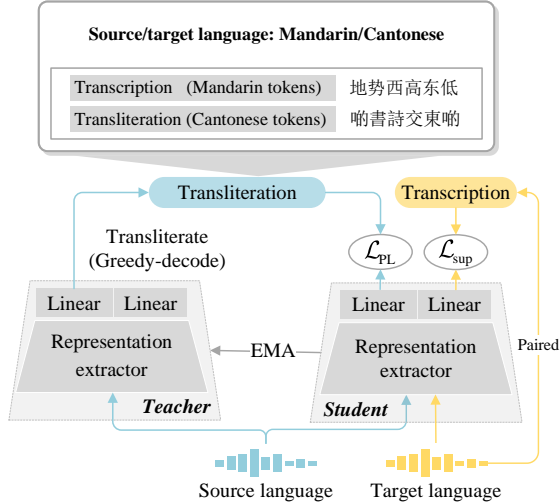 Source/target language: Mandarin/Cantonese
Transcription (Mandarin tokens) 地势西高东低
Transliteration (Cantonese tokens) 啲書詩交東啲
Transliteration
Transcription
Transliterate
(Greedy-decode)
ℒPL
ℒsup
Linear Linear
Linear Linear
Representation
extractor
EMA
Representation
extractor
Paired
Teacher
Student
Source language
Target language